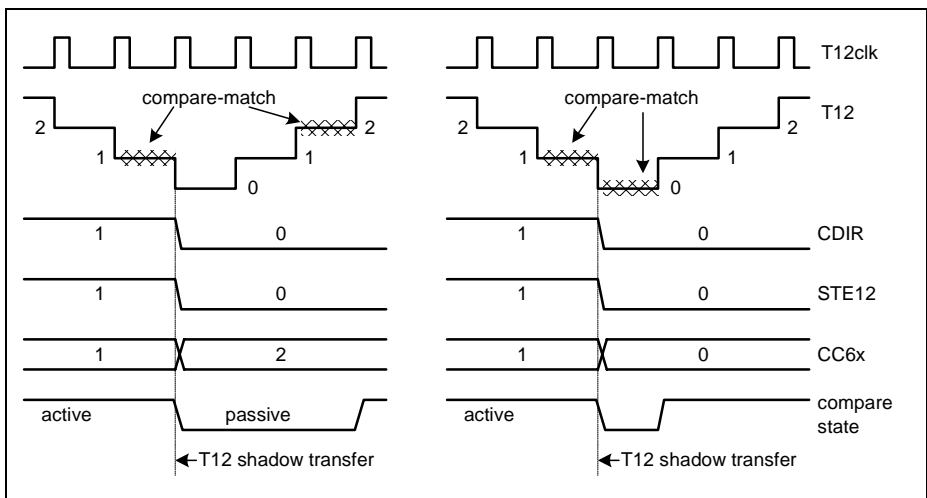 T12clk
compare-match
compare-match
T12
2
2
2
2
1
1
1
1
0
0
CDIR
1
0
1
0
STE12
1
0
1
0
CC6x
1
2
1
0
compare
state
active
passive
active
T12 shadow transfer
T12 shadow transfer